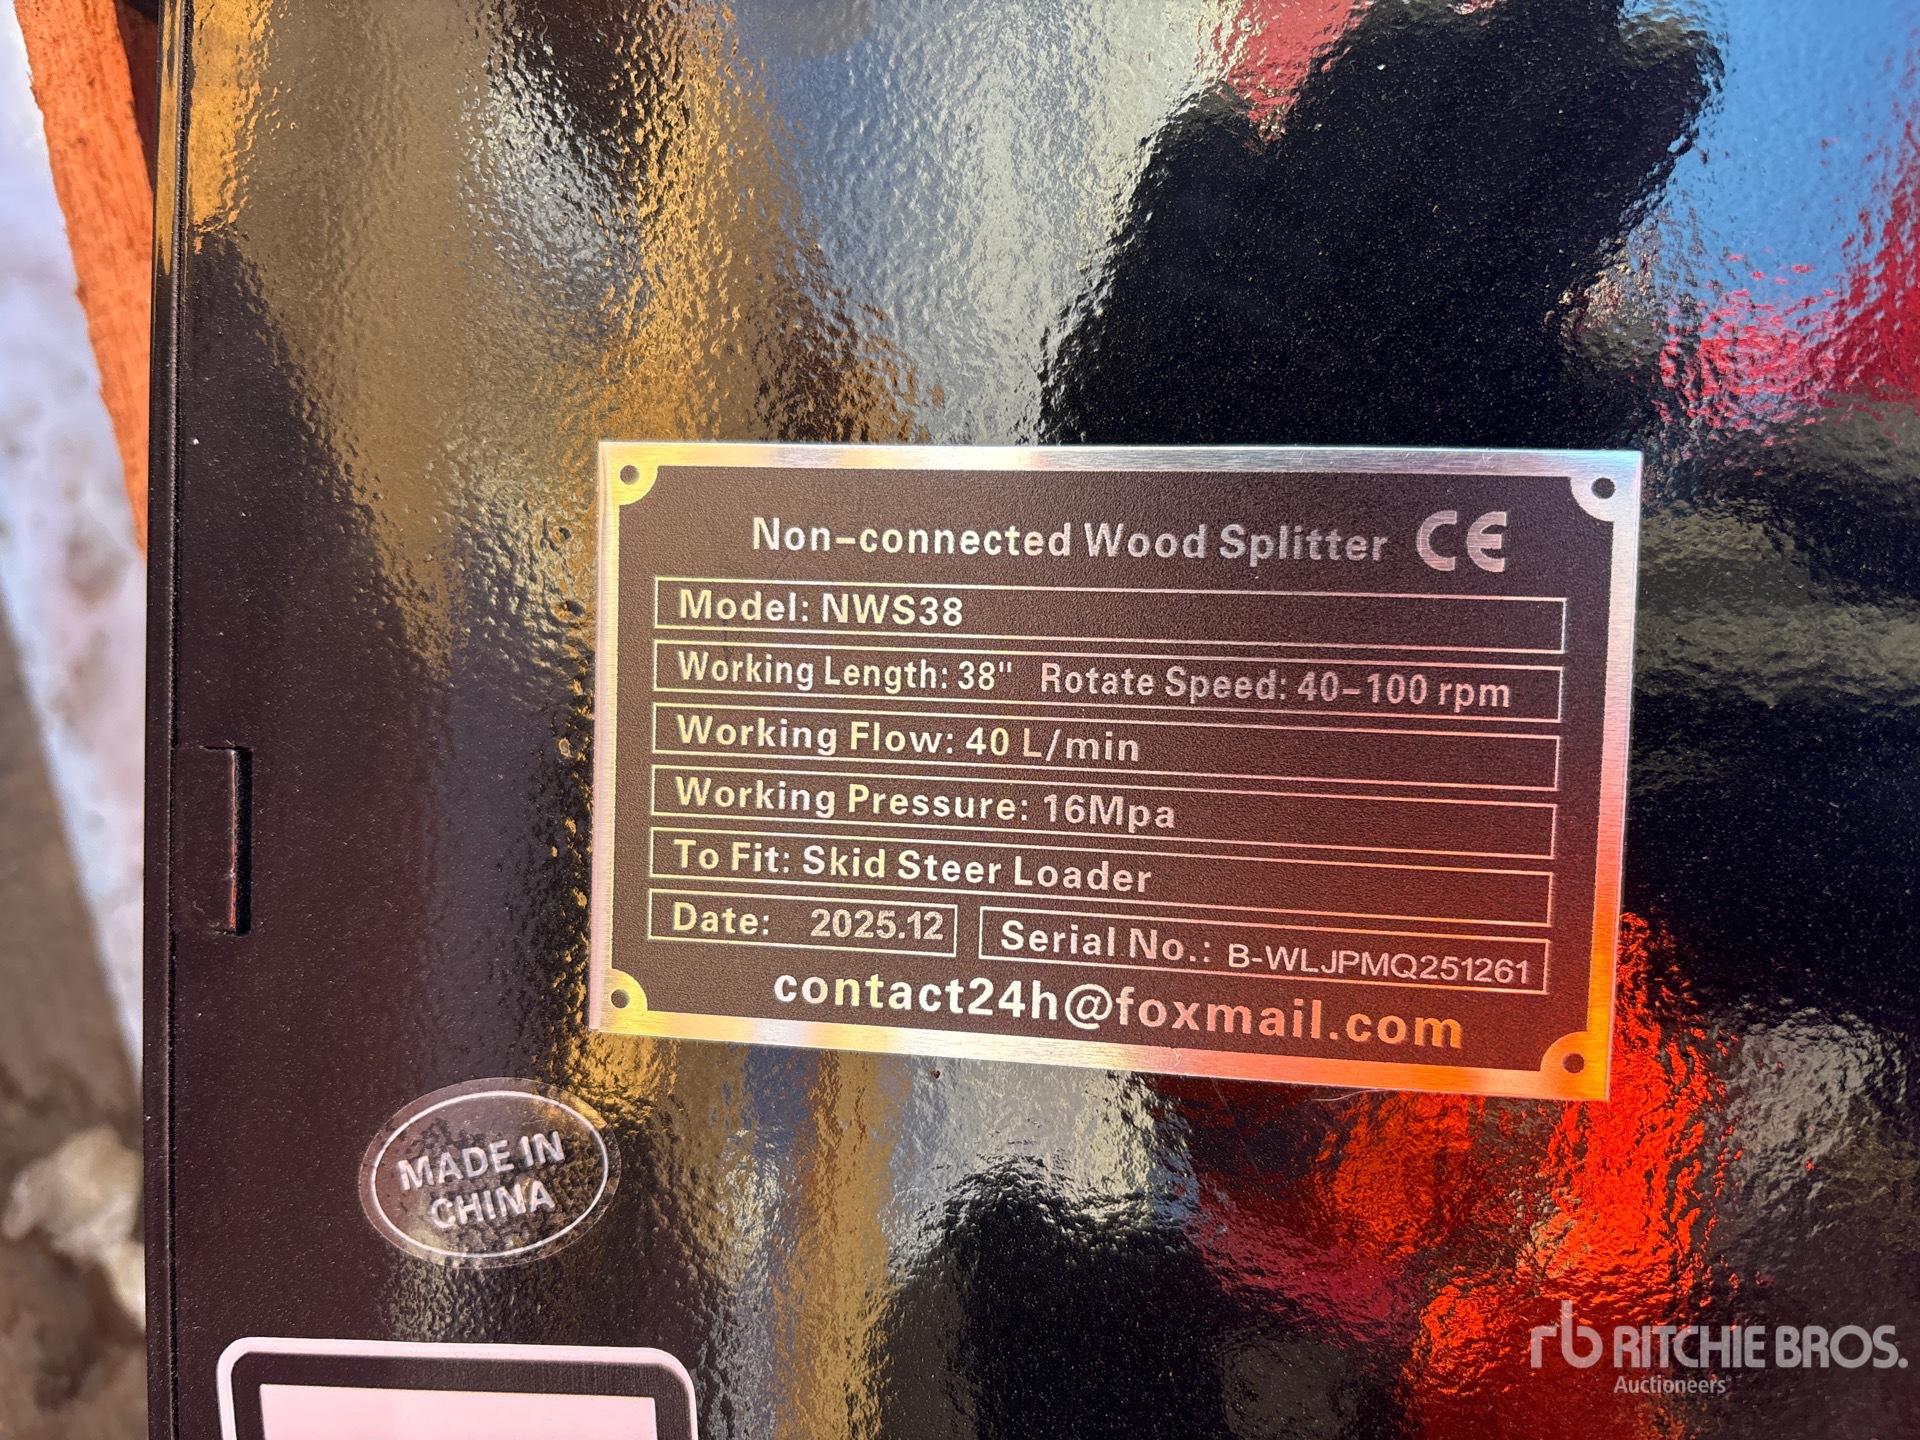 Non-connected Wood Splitter CE
Model: NWS38
Working Length: 38" Rotate Speed: 40-100 rpm
Working Flow: 40 L/min
Working Pressure: 16Mpa
To Fit: Skid Steer Loader
Date: 2025.12 Serial No.: B-WLJPMQ251261
contact24h@foxmail.com
MADE IN
CHINA
rb RITCHIE BROS.
Auctioneers